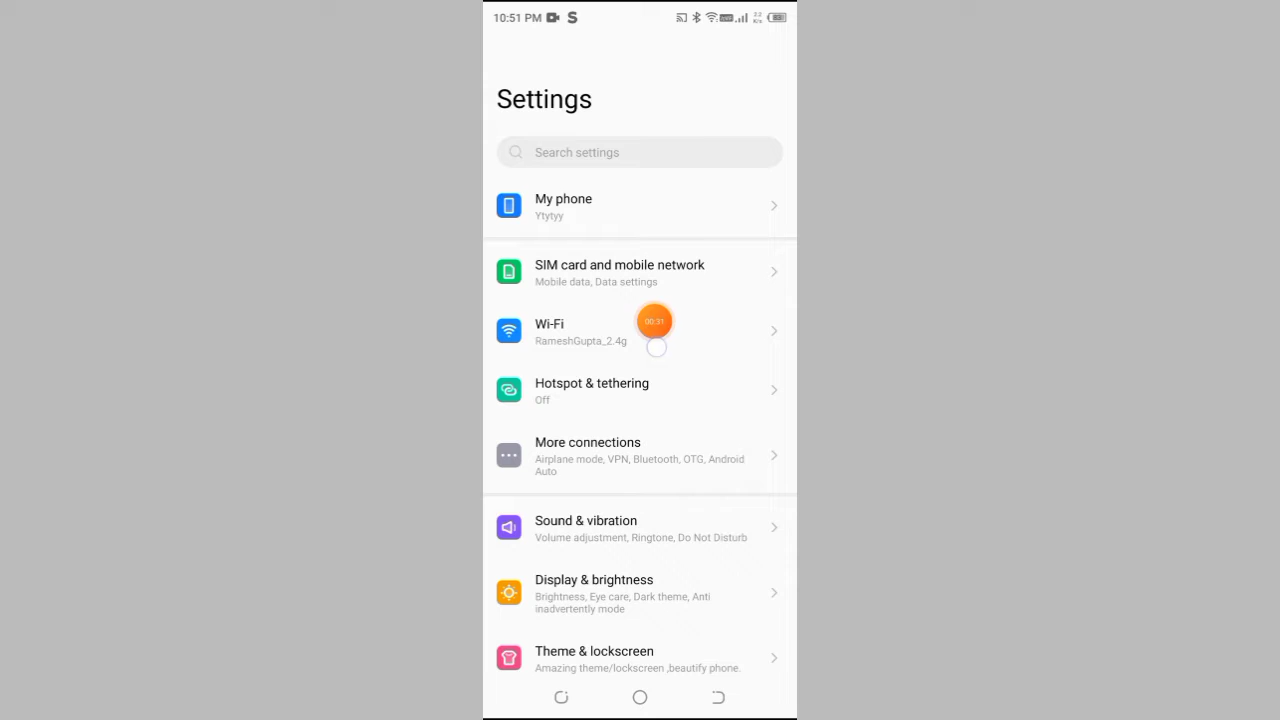 10:51 PM S
Settings
Search settings
My phone
Ytytyy
SIM card and mobile network
Mobile data, Data settings
Wi-Fi
00:31
RameshGupta_2.4g
Hotspot & tethering
Off
More connections
Airplane mode, VPN, Bluetooth, OTG, Android
Auto
Sound & vibration
Volume adjustment, Ringtone, Do Not Disturb
Display & brightness
Brightness, Eye care, Dark theme, Anti
inadvertently mode
Theme & lockscreen
Amazing theme/lockscreen ,beautify phone.